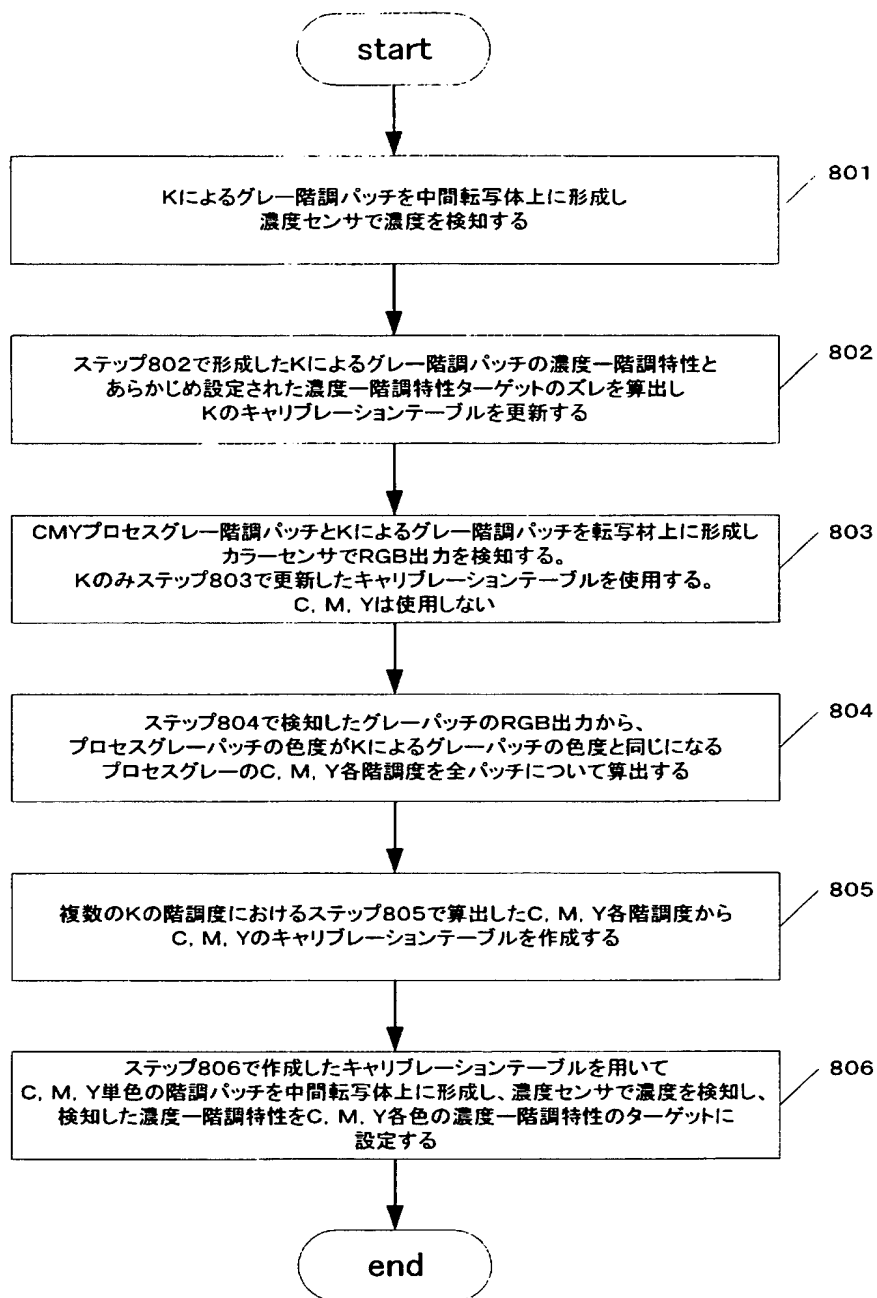 start
801
Kによるグレー階調パッチを中間転写体上に形成し
濃度センサで濃度を検知する
802
ステップ802で形成したKによるグレー階調パッチの濃度ー階調特性と
あらかじめ設定された濃度ー階調特性ターゲットのズレを算出し
Kのキャリブレーションテーブルを更新する
803
CMYプロセスグレー階調パッチとKによるグレー階調パッチを転写材上に形成し
カラーセンサでRGB出力を検知する。
Kのみステップ803で更新したキャリブレーションテーブルを使用する。
C, M, Yは使用しない
804
ステップ804で検知したグレーパッチのRGB出力から、
プロセスグレーパッチの色度がKによるグレーパッチの色度と同じになる
プロセスグレーのC, M, Y各階調度を全パッチについて算出する
805
複数のKの階調度におけるステップ805で算出したC, M, Y各階調度から
C, M, Yのキャリブレーションテーブルを作成する
806
ステップ806で作成したキャリブレーションテーブルを用いて
C, M, Y単色の階調パッチを中間転写体上に形成し、濃度センサで濃度を検知し、
検知した濃度ー階調特性をC, M, Y各色の濃度ー階調特性のターゲットに
設定する
end